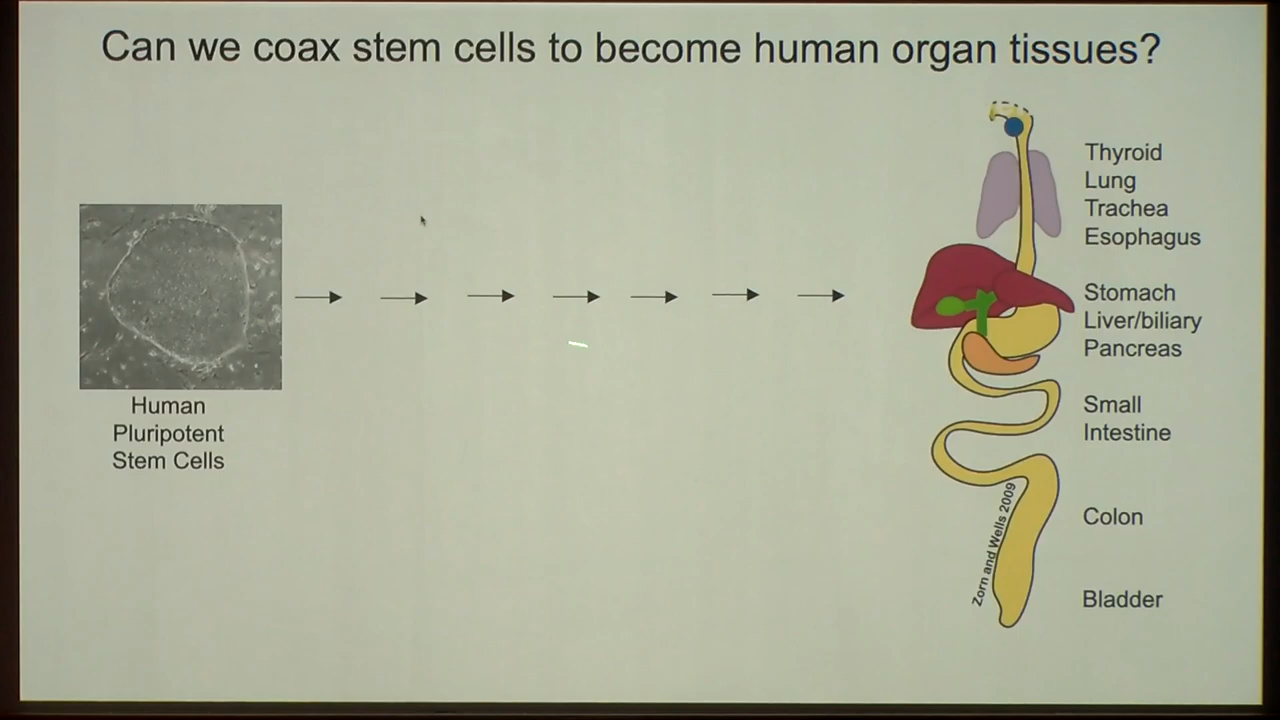 Can we coax stem cells to become human organ tissues?
Human
Pluripotent
Stem Cells
Thyroid
Lung
Trachea
Esophagus
Stomach
Liver/biliary
Pancreas
Small
Intestine
Colon
Bladder
Zorn and Wells 2009